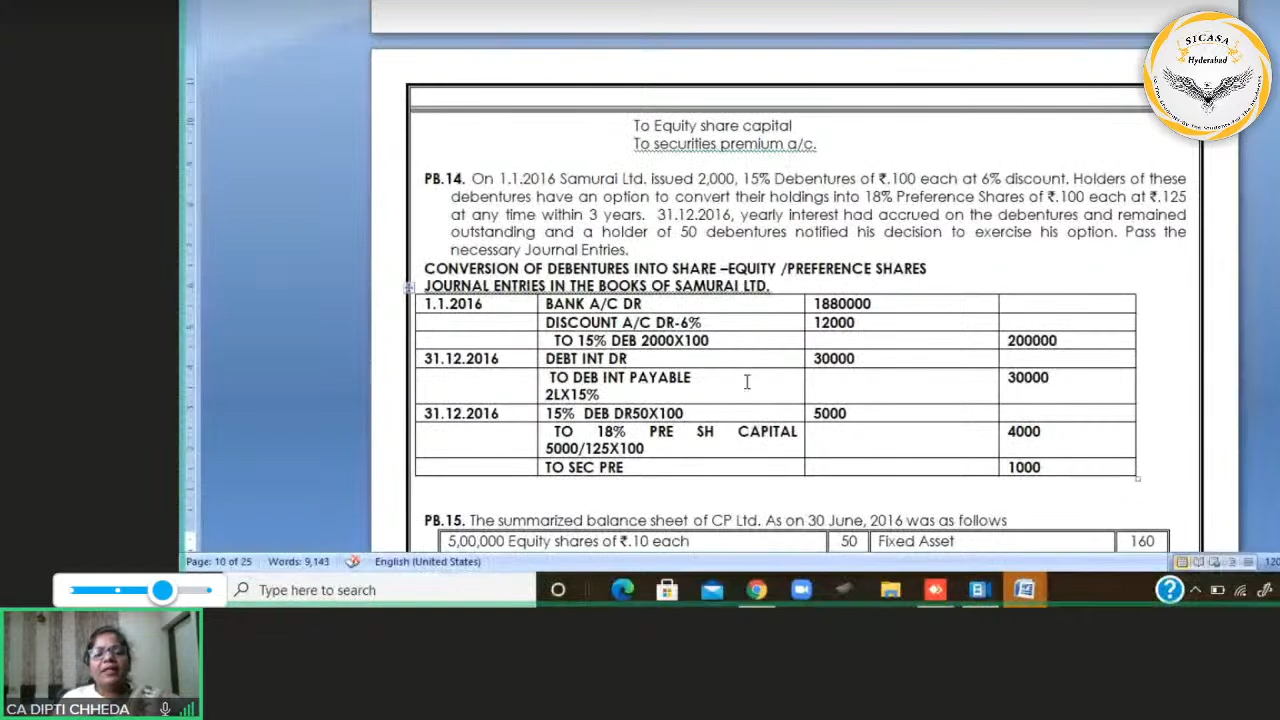 SICASA
Hyderabad
To Equity share capital
To securities premium a/c.
PB.14. On 1.1.2016 Samurai Ltd. issued 2,000, 15% Debentures of ₹.100 each at 6% discount. Holders of these
debentures have an option to convert their holdings into 18% Preference Shares of ₹.100 each at ₹.125
at any time within 3 years. 31.12.2016, yearly interest had accrued on the debentures and remained
outstanding and a holder of 50 debentures notified his decision to exercise his option. Pass the
necessary Journal Entries.
CONVERSION OF DEBENTURES INTO SHARE –EQUITY /PREFERENCE SHARES
JOURNAL ENTRIES IN THE BOOKS OF SAMURAI LTD.
1.1.2016 BANK A/C DR 1880000
DISCOUNT A/C DR-6% 12000
TO 15% DEB 2000X100 200000
31.12.2016 DEBT INT DR 30000
TO DEB INT PAYABLE 30000
2LX15%
31.12.2016 15% DEB DR50X100 5000
TO 18% PRE SH CAPITAL 4000
5000/125X100
TO SEC PRE 1000
PB.15. The summarized balance sheet of CP Ltd. As on 30 June, 2016 was as follows
5,00,000 Equity shares of ₹.10 each 50 Fixed Asset 160
Page: 10 of 25 Words: 9,143 English (United States) 120
Type here to search
CA DIPTI CHHEDA